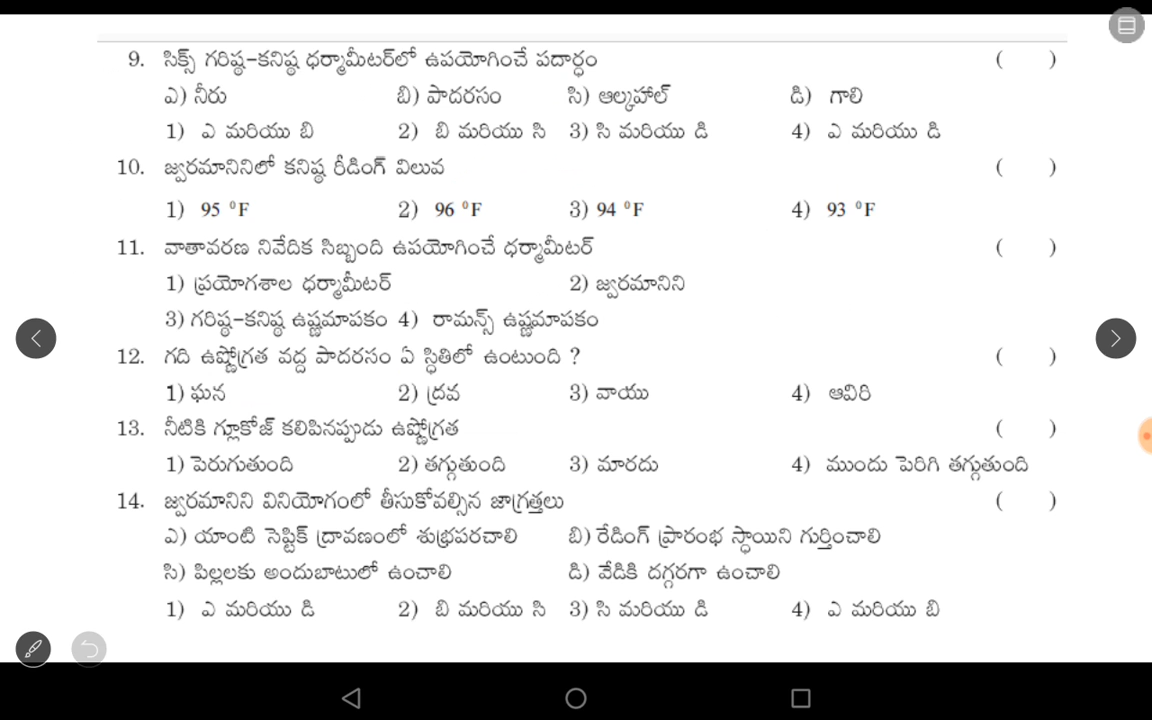 9. సిక్స్ గరిష్ఠ-కనిష్ఠ థర్మామీటర్‌లో ఉపయోగించే పదార్థం ( )
ఎ) నీరు బి) పాదరసం సి) ఆల్కహాల్ డి) గాలి
1) ఎ మరియు బి 2) బి మరియు సి 3) సి మరియు డి 4) ఎ మరియు డి
10. జ్వరమానినిలో కనిష్ఠ రీడింగ్ విలువ ( )
1) 95 ⁰F 2) 96 ⁰F 3) 94 ⁰F 4) 93 ⁰F
11. వాతావరణ నివేదిక సిబ్బంది ఉపయోగించే థర్మామీటర్ ( )
1) ప్రయోగశాల థర్మామీటర్ 2) జ్వరమానిని
3) గరిష్ఠ-కనిష్ఠ ఉష్ణమాపకం 4) రామన్స్ ఉష్ణమాపకం
12. గది ఉష్ణోగ్రత వద్ద పాదరసం ఏ స్థితిలో ఉంటుంది ? ( )
1) ఘన 2) ద్రవ 3) వాయు 4) ఆవిరి
13. నీటికి గ్లూకోజ్ కలిపినప్పుడు ఉష్ణోగ్రత ( )
1) పెరుగుతుంది 2) తగ్గుతుంది 3) మారదు 4) ముందు పెరిగి తగ్గుతుంది
14. జ్వరమానిని వినియోగంలో తీసుకోవల్సిన జాగ్రత్తలు ( )
ఎ) యాంటి సెప్టిక్ ద్రావణంలో శుభ్రపరచాలి బి) రేడింగ్ ప్రారంభ స్థాయిని గుర్తించాలి
సి) పిల్లలకు అందుబాటులో ఉంచాలి డి) వేడికి దగ్గరగా ఉంచాలి
1) ఎ మరియు డి 2) బి మరియు సి 3) సి మరియు డి 4) ఎ మరియు బి